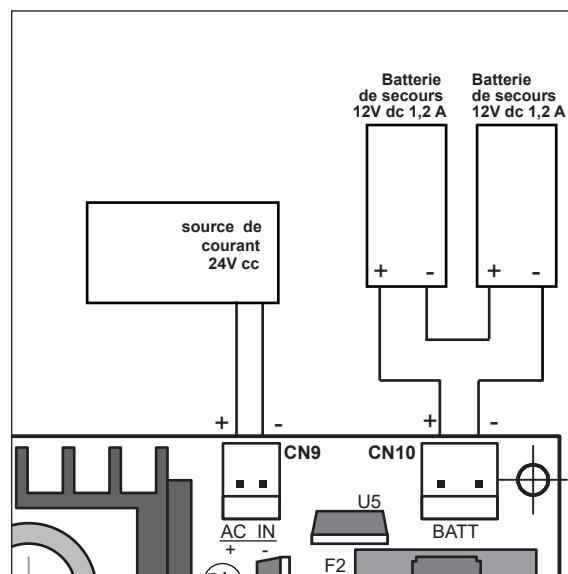 Batterie
de secours
12V dc 1,2 A
Batterie
de secours
12V dc 1,2 A
source de
courant
24V cc
+ - + -
+ - + -
CN9 CN10
U5
AC IN BATT
+ -
F2